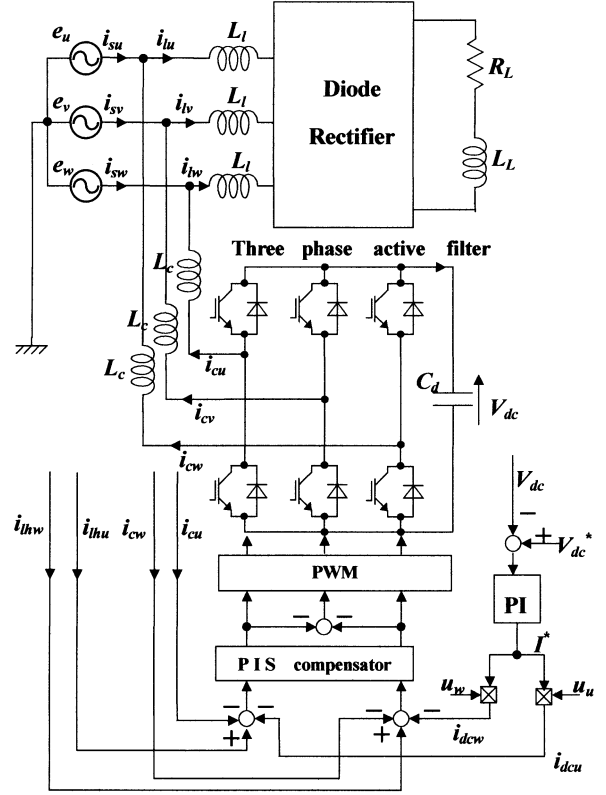 e_u i_su i_lu L_l
Diode
Rectifier
R_L
e_v i_sv i_lv L_l
L_L
e_w i_sw i_lw L_l
Three phase active filter
L_c
L_c
L_c
i_cu
i_cv
i_cw
C_d
V_dc
V_dc
i_lhw i_lhu i_cw i_cu
−
+
V_dc*
PWM
PI
− −
I*
P I S compensator
u_w
u_u
− − − −
+ +
i_dcw
i_dcu